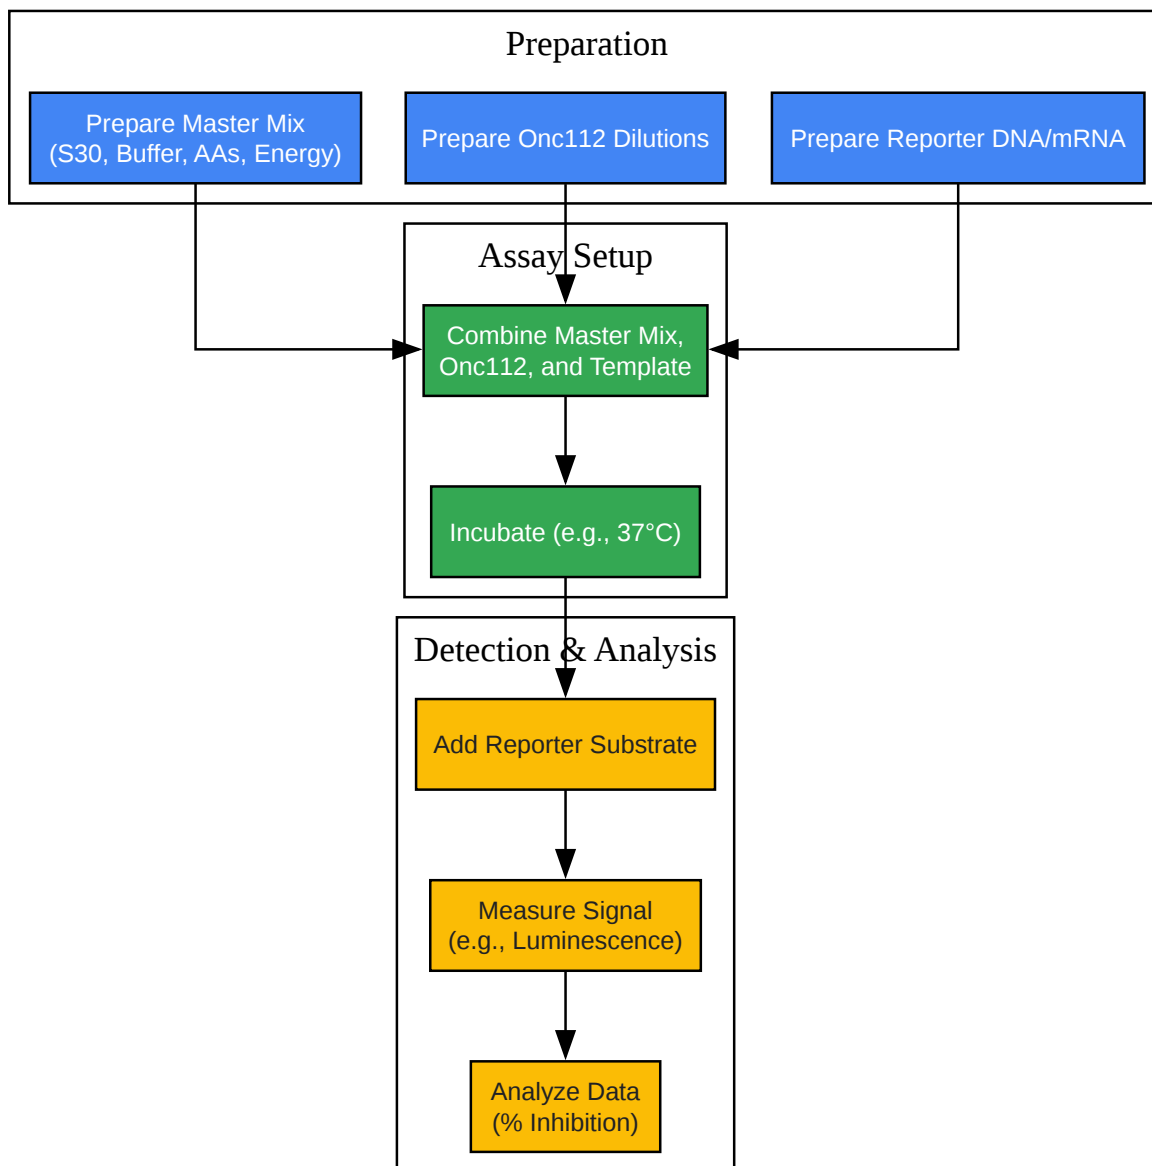 Preparation
Prepare Master Mix
(S30, Buffer, AAs, Energy)
Prepare Onc112 Dilutions
Prepare Reporter DNA/mRNA
Assay Setup
Combine Master Mix,
Onc112, and Template
Incubate (e.g., 37°C)
Detection & Analysis
Add Reporter Substrate
Measure Signal
(e.g., Luminescence)
Analyze Data
(% Inhibition)